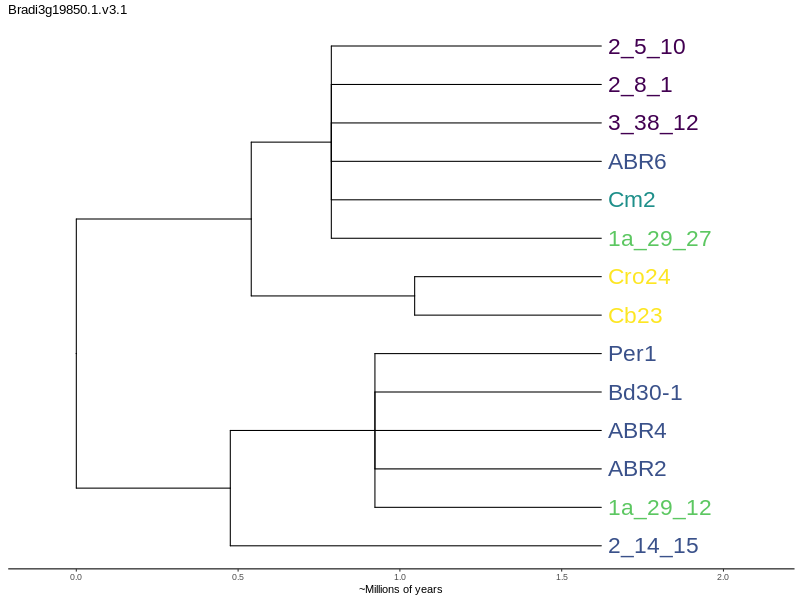 Bradi3g19850.1.v3.1
2_5_10
2_8_1
3_38_12
ABR6
Cm2
1a_29_27
Cro24
Cb23
Per1
Bd30-1
ABR4
ABR2
1a_29_12
2_14_15
0.0 0.5 1.0 1.5 2.0
~Millions of years